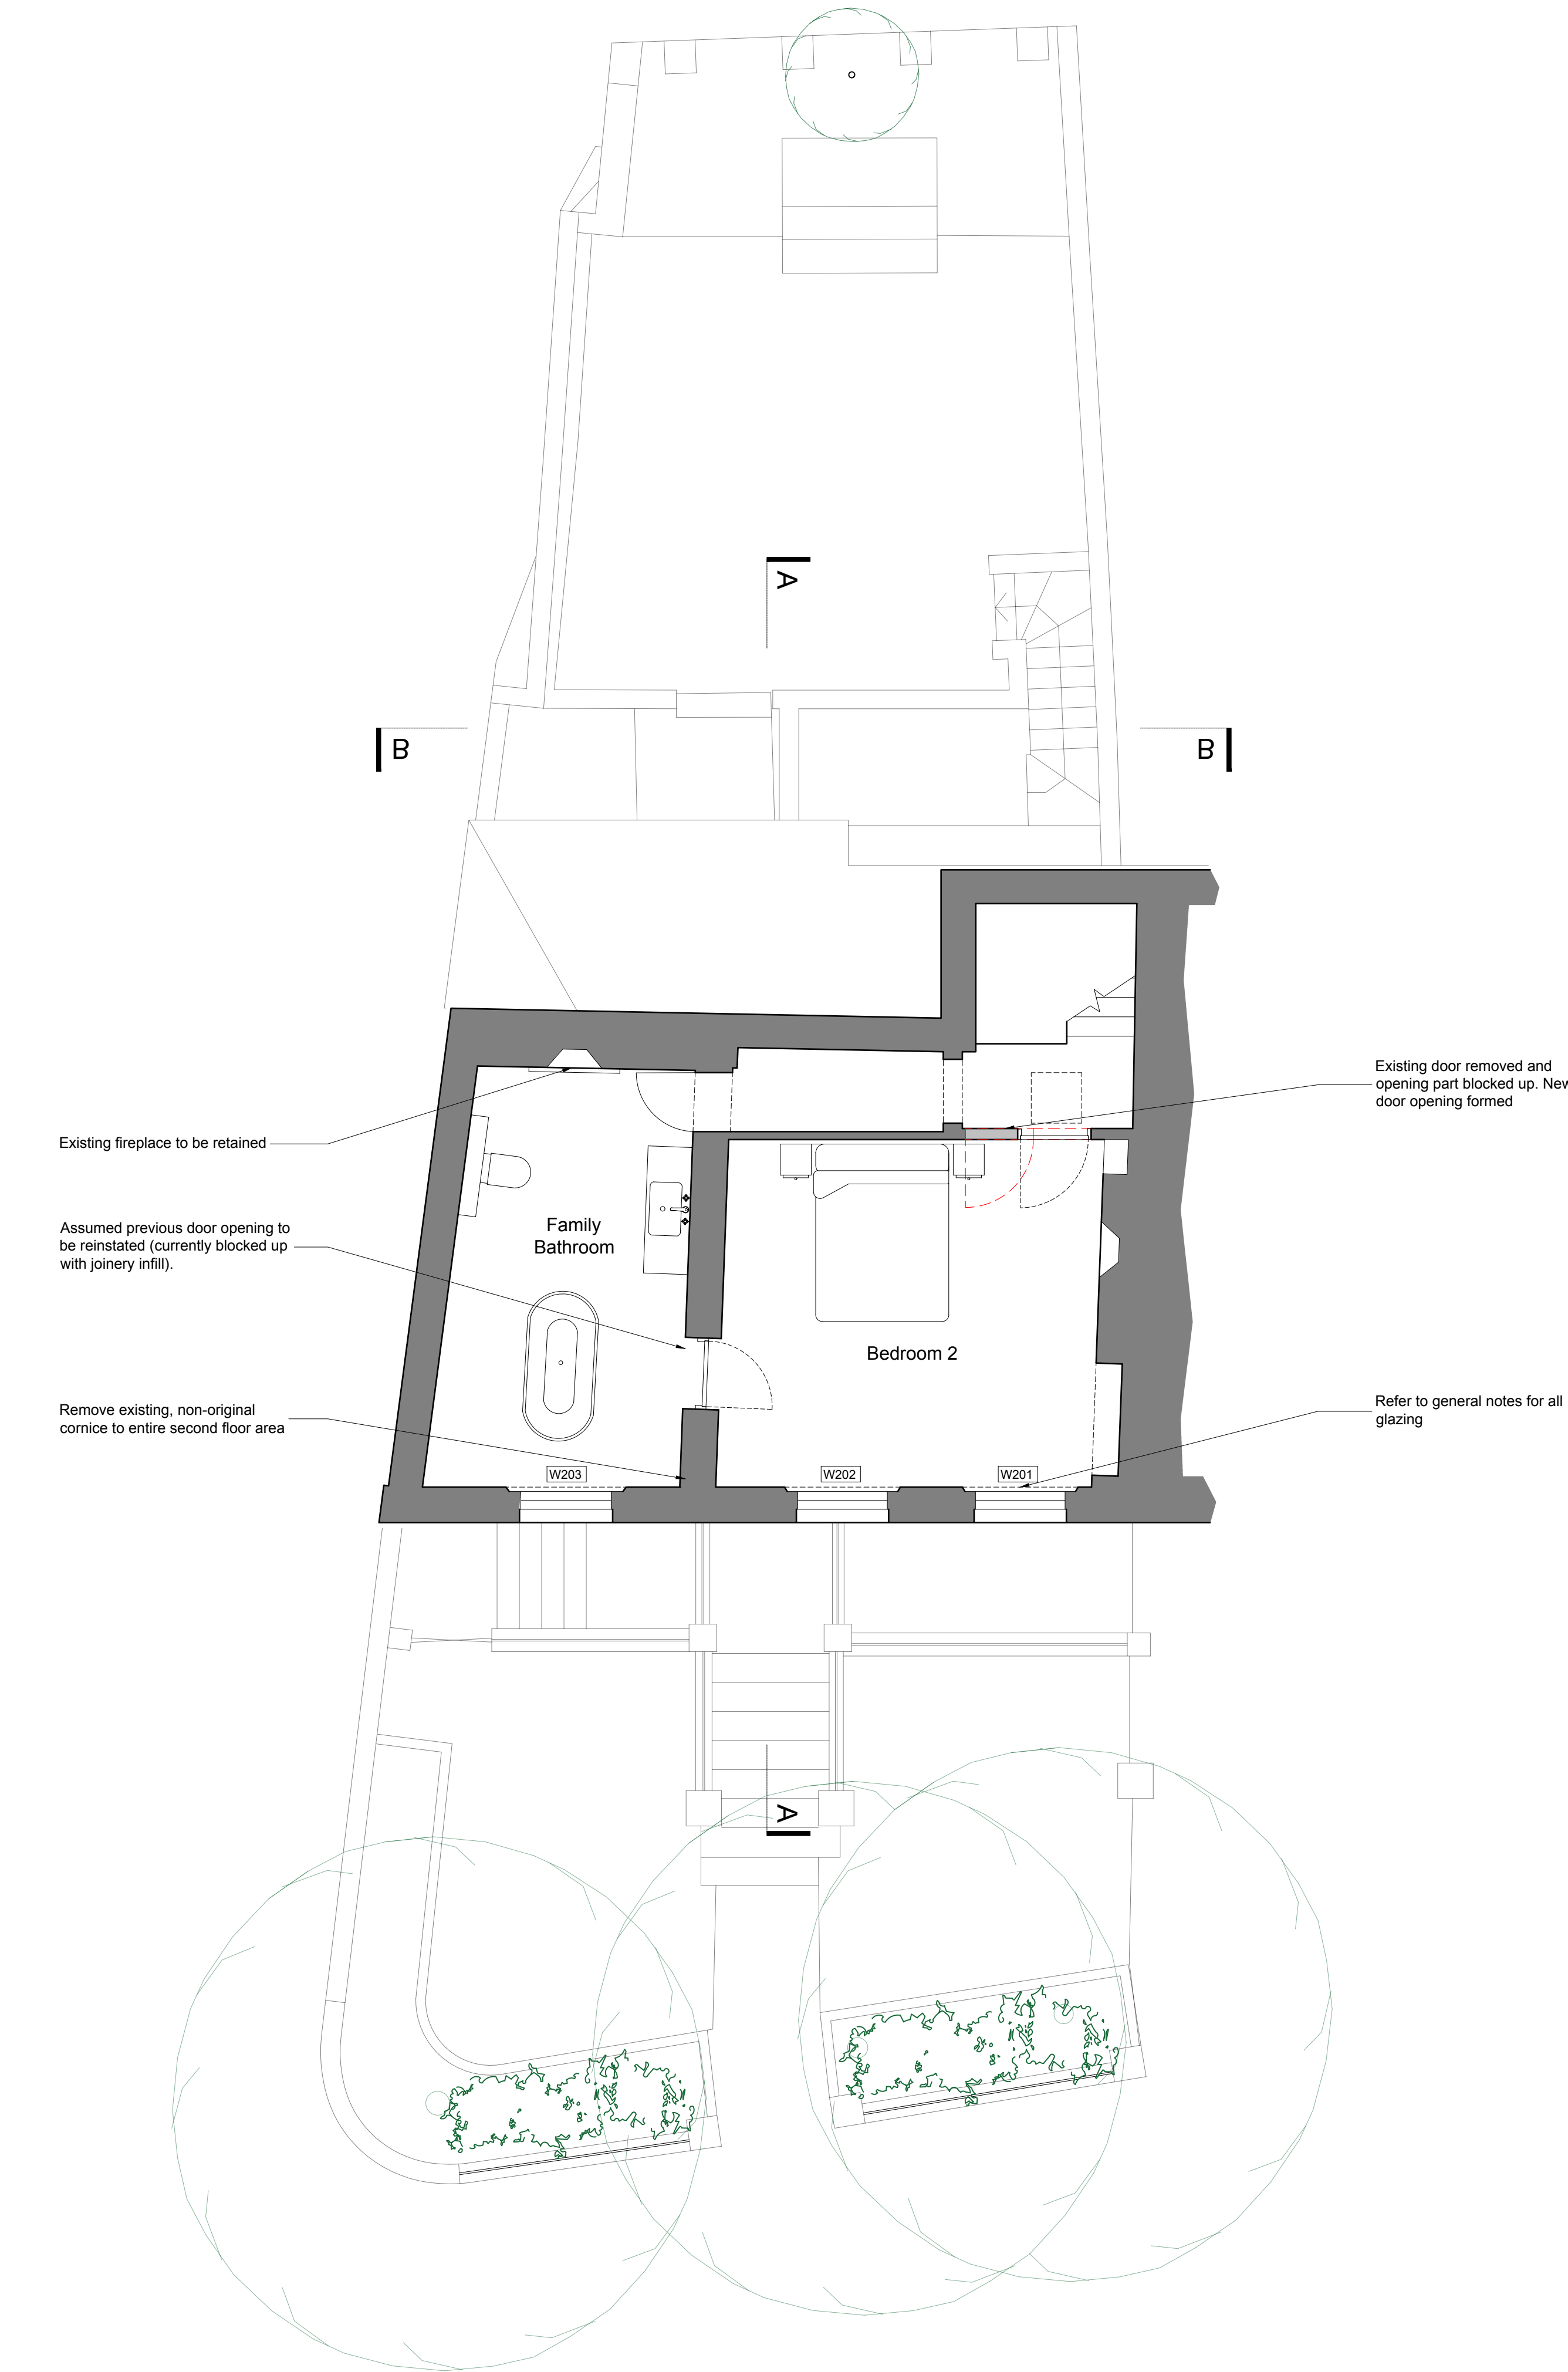 A
B
B
Existing door removed and
opening part blocked up. New
door opening formed
Existing fireplace to be retained
Assumed previous door opening to
be reinstated (currently blocked up
with joinery infill).
Family
Bathroom
Bedroom 2
Remove existing, non-original
cornice to entire second floor area
Refer to general notes for all
glazing
W203
W202
W201
A